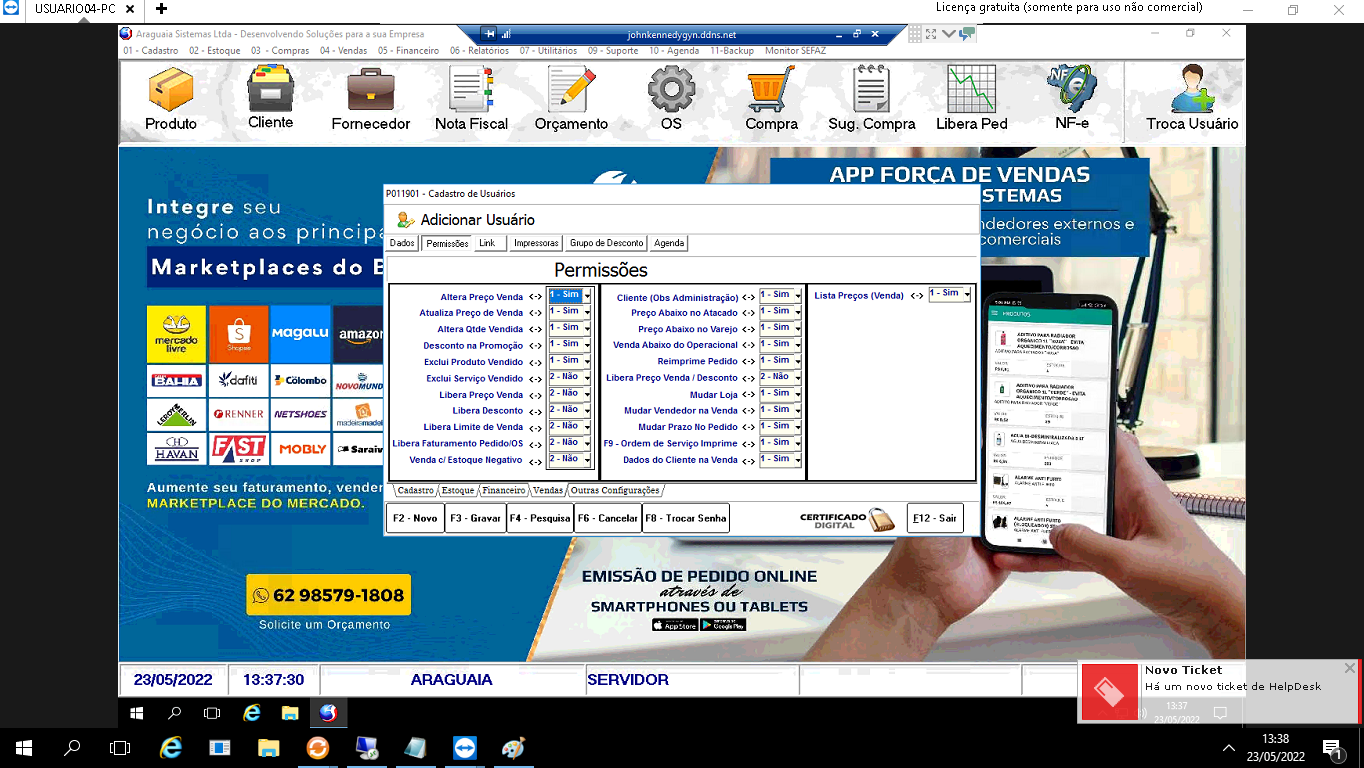 USUARIO04-PC
Licença gratuita (somente para uso não comercial)
Araguaia Sistemas Ltda - Desenvolvendo Soluções para a sua Empresa
johnkennedygyn.ddns.net
01 - Cadastro 02 - Estoque 03 - Compras 04 - Vendas 05 - Financeiro 06 - Relatórios 07 - Utilitários 09 - Suporte 10 - Agenda 11-Backup Monitor SEFAZ
Produto Cliente Fornecedor Nota Fiscal Orçamento OS Compra Sug. Compra Libera Ped NF-e Troca Usuário
Integre seu
negócio aos principa
Marketplaces do B
mercado livre
Shopee
magalu
amazon
BAHIA
dafiti
Colombo
NOVOMUND
LEROY MERLIN
RENNER
NETSHOES
madeiramade
HAVAN
FAST SHOP
MOBLY
Saraiv
Aumente seu faturamento, vender
MARKETPLACE DO MERCADO.
62 98579-1808
Solicite um Orçamento
APP FORÇA DE VENDAS
STEMAS
ndedores externos e
comerciais
P011901 - Cadastro de Usuários
Adicionar Usuário
Dados Permissões Link Impressoras Grupo de Desconto Agenda
Permissões
Altera Preço Venda <-> 1 - Sim
Atualiza Preço de Venda <-> 1 - Sim
Altera Qtde Vendida <-> 1 - Sim
Desconto na Promoção <-> 1 - Sim
Exclui Produto Vendido <-> 1 - Sim
Exclui Serviço Vendido <-> 2 - Não
Libera Preço Venda <-> 2 - Não
Libera Desconto <-> 2 - Não
Libera Limite de Venda <-> 2 - Não
Libera Faturamento Pedido/OS <-> 2 - Não
Venda c/ Estoque Negativo <-> 2 - Não
Cliente (Obs Administração) <-> 1 - Sim
Preço Abaixo no Atacado <-> 1 - Sim
Preço Abaixo no Varejo <-> 1 - Sim
Venda Abaixo do Operacional <-> 1 - Sim
Reimprime Pedido <-> 1 - Sim
Libera Preço Venda / Desconto <-> 2 - Não
Mudar Loja <-> 1 - Sim
Mudar Vendedor na Venda <-> 1 - Sim
Mudar Prazo No Pedido <-> 1 - Sim
F9 - Ordem de Serviço Imprime <-> 1 - Sim
Dados do Cliente na Venda <-> 1 - Sim
Lista Preços (Venda) <-> 1 - Sim
Cadastro Estoque Financeiro Vendas Outras Configurações
F2 - Novo F3 - Gravar F4 - Pesquisa F6 - Cancelar F8 - Trocar Senha
CERTIFICADO
DIGITAL
F12 - Sair
PRODUTOS
EMISSÃO DE PEDIDO ONLINE
através de
SMARTPHONES OU TABLETS
App Store
Google Play
23/05/2022 13:37:30 ARAGUAIA SERVIDOR
Novo Ticket
Há um novo ticket de HelpDesk
13:37
23/05/2022
13:38
23/05/2022
1